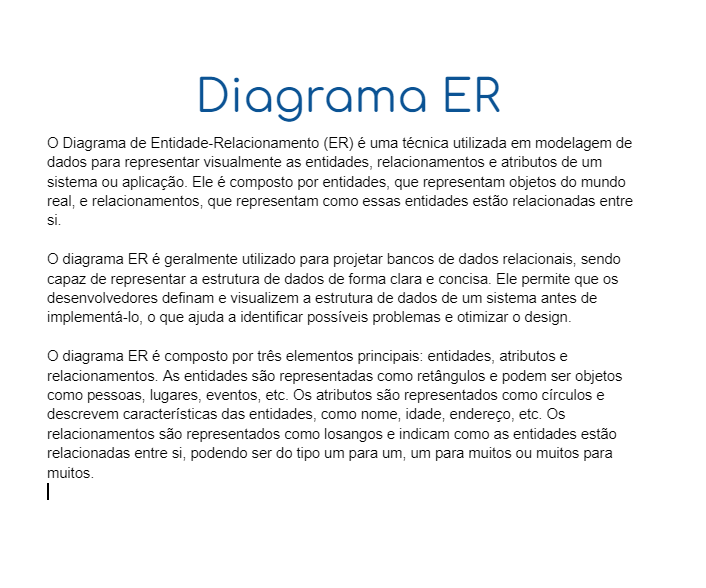 Diagrama ER
O Diagrama de Entidade-Relacionamento (ER) é uma técnica utilizada em modelagem de
dados para representar visualmente as entidades, relacionamentos e atributos de um
sistema ou aplicação. Ele é composto por entidades, que representam objetos do mundo
real, e relacionamentos, que representam como essas entidades estão relacionadas entre
si.
O diagrama ER é geralmente utilizado para projetar bancos de dados relacionais, sendo
capaz de representar a estrutura de dados de forma clara e concisa. Ele permite que os
desenvolvedores definam e visualizem a estrutura de dados de um sistema antes de
implementá-lo, o que ajuda a identificar possíveis problemas e otimizar o design.
O diagrama ER é composto por três elementos principais: entidades, atributos e
relacionamentos. As entidades são representadas como retângulos e podem ser objetos
como pessoas, lugares, eventos, etc. Os atributos são representados como círculos e
descrevem características das entidades, como nome, idade, endereço, etc. Os
relacionamentos são representados como losangos e indicam como as entidades estão
relacionadas entre si, podendo ser do tipo um para um, um para muitos ou muitos para
muitos.